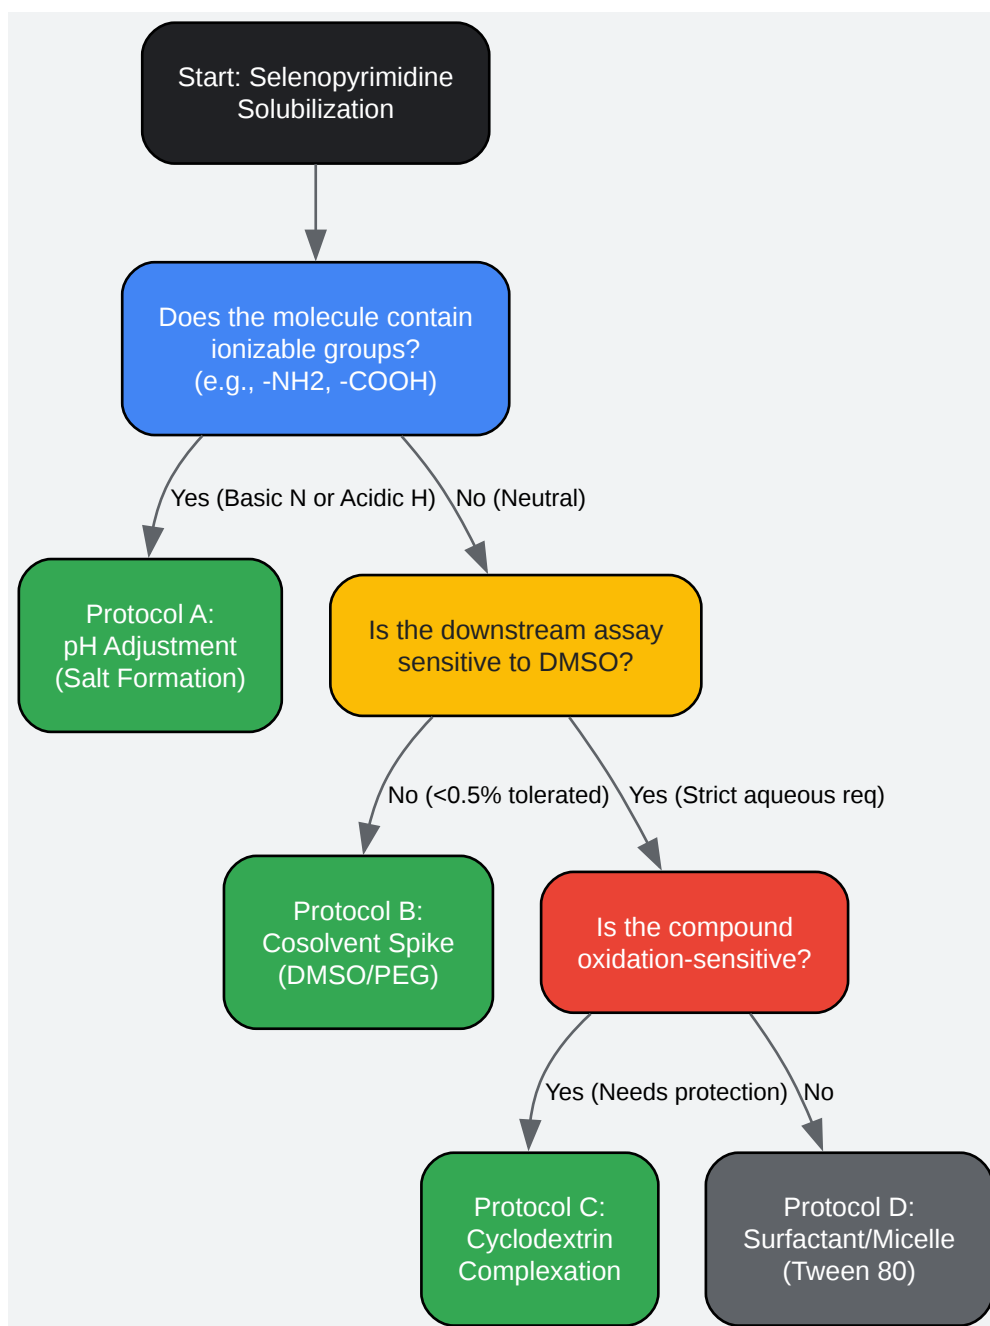 Start: Selenopyrimidine
Solubilization
Does the molecule contain
ionizable groups?
(e.g., -NH2, -COOH)
Yes (Basic N or Acidic H)
No (Neutral)
Protocol A:
pH Adjustment
(Salt Formation)
Is the downstream assay
sensitive to DMSO?
No (<0.5% tolerated)
Yes (Strict aqueous req)
Protocol B:
Cosolvent Spike
(DMSO/PEG)
Is the compound
oxidation-sensitive?
Yes (Needs protection)
No
Protocol C:
Cyclodextrin
Complexation
Protocol D:
Surfactant/Micelle
(Tween 80)